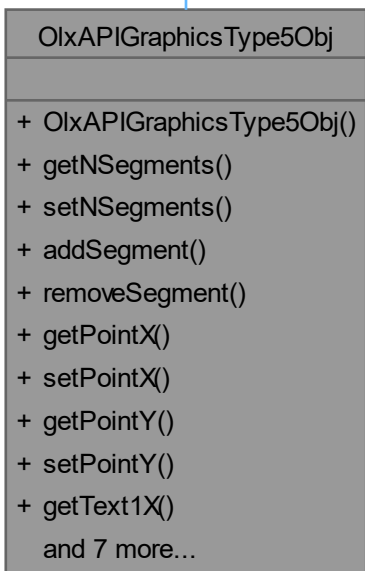 OlxAPIGraphicsType5Obj
+ OlxAPIGraphicsType5Obj()
+ getNSegments()
+ setNSegments()
+ addSegment()
+ removeSegment()
+ getPointX()
+ setPointX()
+ getPointY()
+ setPointY()
+ getText1X()
and 7 more...